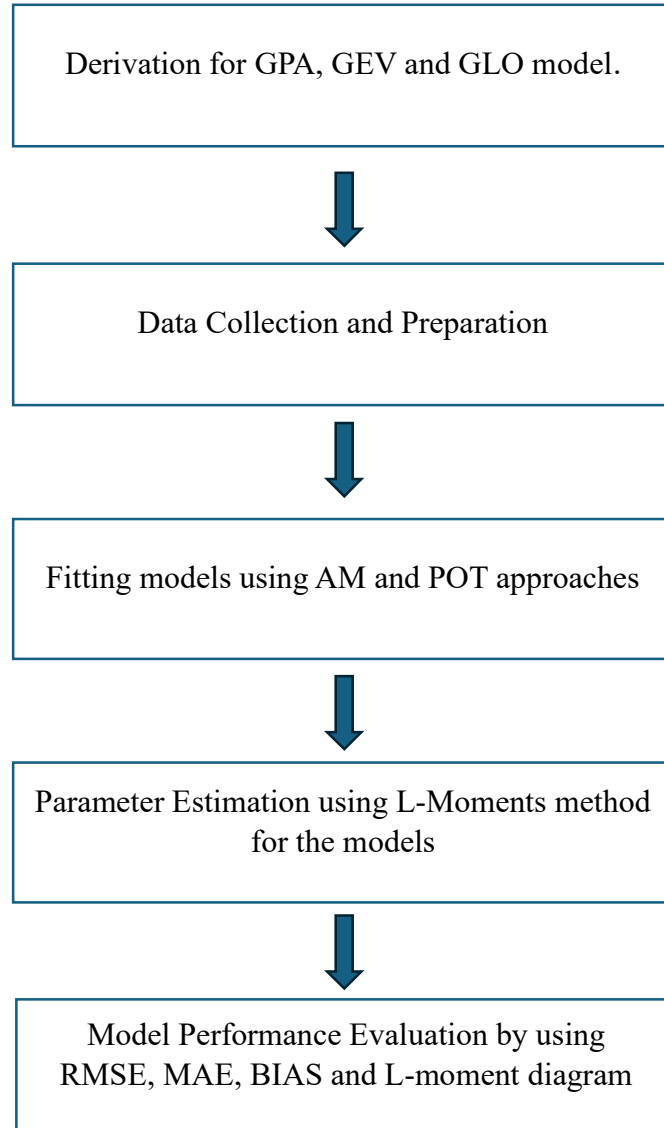 Derivation for GPA, GEV and GLO model.
Data Collection and Preparation
Fitting models using AM and POT approaches
Parameter Estimation using L-Moments method
for the models
Model Performance Evaluation by using
RMSE, MAE, BIAS and L-moment diagram